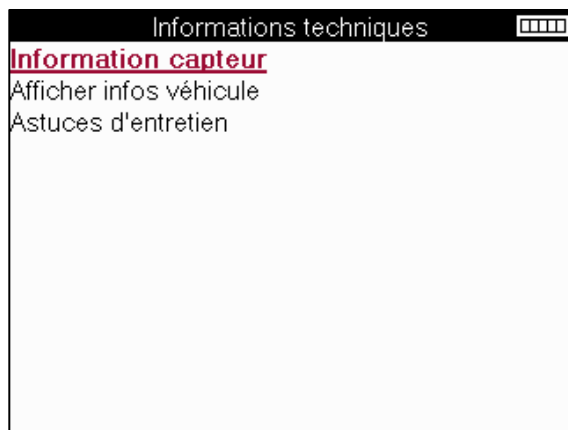 Informations techniques
Information capteur
Afficher infos véhicule
Astuces d'entretien